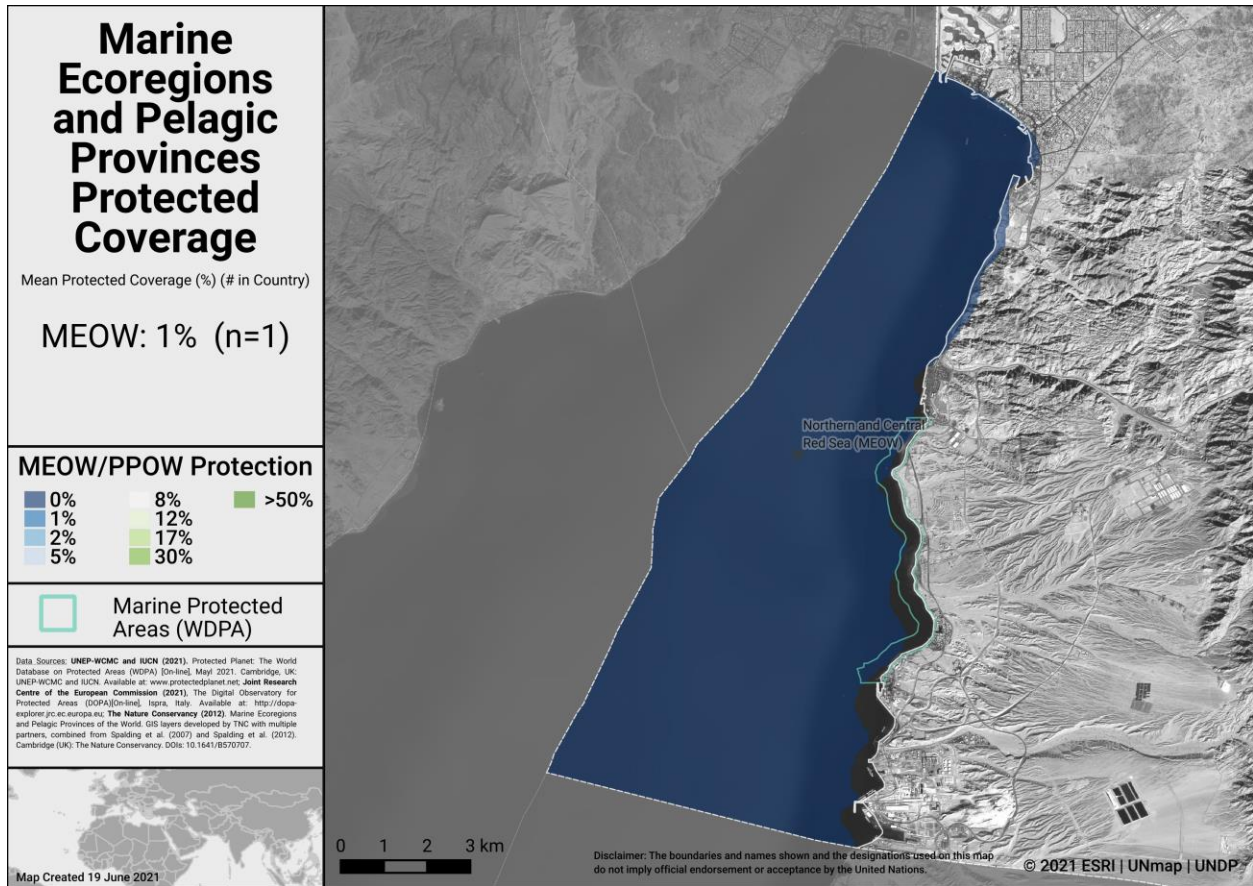 Marine
Ecoregions
and Pelagic
Provinces
Protected
Coverage
Mean Protected Coverage (%) (# in Country)
MEOW: 1% (n=1)
MEOW/PPOW Protection
0%
1%
2%
5%
8%
12%
17%
30%
>50%
Marine Protected
Areas (WDPA)
Data Sources: UNEP-WCMC and IUCN (2021). Protected Planet: The World
Database on Protected Areas (WDPA) [On-line], Mayl 2021. Cambridge, UK:
UNEP-WCMC and IUCN. Available at: www.protectedplanet.net; Joint Research
Centre of the European Commission (2021), The Digital Observatory for
Protected Areas (DOPA)[On-line], Ispra, Italy. Available at: http://dopa-
explorer.jrc.ec.europa.eu; The Nature Conservancy (2012). Marine Ecoregions
and Pelagic Provinces of the World. GIS layers developed by TNC with multiple
partners, combined from Spalding et al. (2007) and Spalding et al. (2012).
Cambridge (UK): The Nature Conservancy. DOIs: 10.1641/B570707.
Map Created 19 June 2021
Northern and Central
Red Sea (MEOW)
0 1 2 3 km
Disclaimer: The boundaries and names shown and the designations used on this map
do not imply official endorsement or acceptance by the United Nations.
© 2021 ESRI | UNmap | UNDP